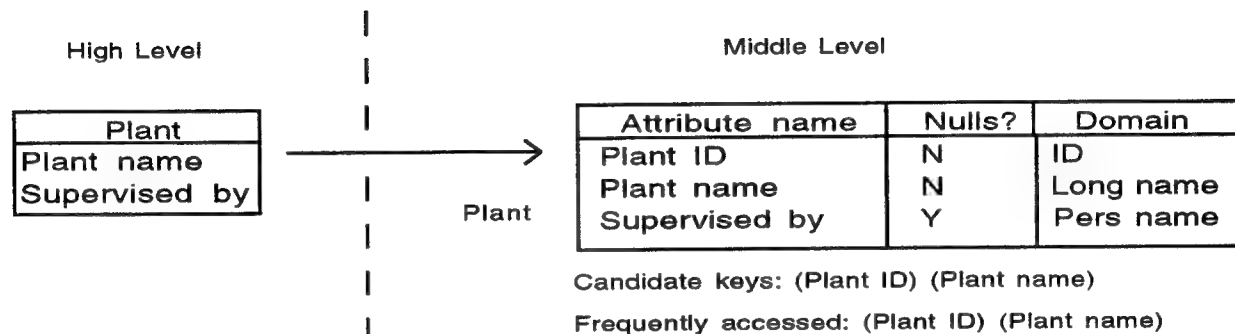 High Level
Middle Level
Plant
Plant name
Supervised by
Plant
Attribute name Nulls? Domain
Plant ID N ID
Plant name N Long name
Supervised by Y Pers name
Candidate keys: (Plant ID) (Plant name)
Frequently accessed: (Plant ID) (Plant name)